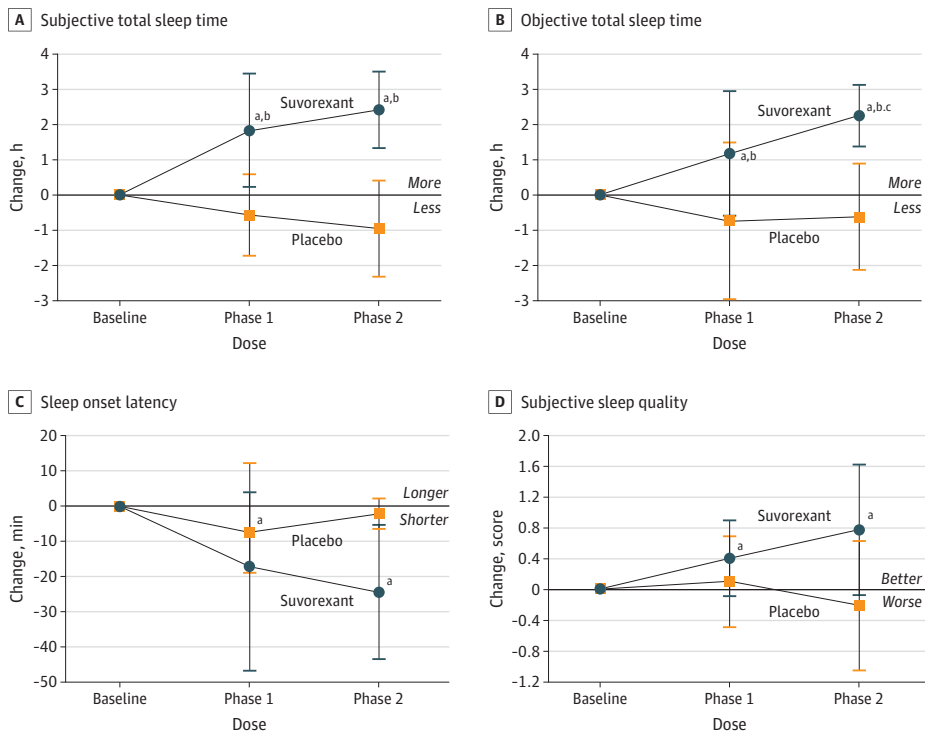 A Subjective total sleep time
4
3
2
1
0
-1
-2
-3
Change, h
Suvorexant
a,b
a,b
More
Less
Placebo
Baseline Phase 1 Phase 2
Dose
B Objective total sleep time
4
3
2
1
0
-1
-2
-3
Change, h
Suvorexant
a,b
a,b.c
More
Less
Placebo
Baseline Phase 1 Phase 2
Dose
C Sleep onset latency
20
10
0
-10
-20
-30
-40
-50
Change, min
Longer
Shorter
a
Placebo
a
Suvorexant
Baseline Phase 1 Phase 2
Dose
D Subjective sleep quality
2.0
1.6
1.2
0.8
0.4
0
-0.4
-0.8
-1.2
Change, score
Suvorexant
a
a
Better
Worse
Placebo
Baseline Phase 1 Phase 2
Dose